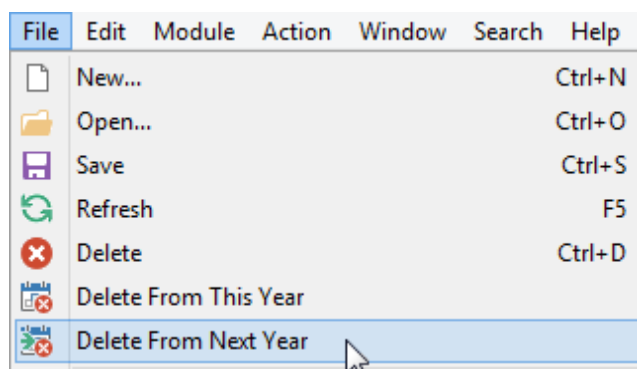 File Edit Module Action Window Search Help
New... Ctrl+N
Open... Ctrl+O
Save Ctrl+S
Refresh F5
Delete Ctrl+D
Delete From This Year
Delete From Next Year